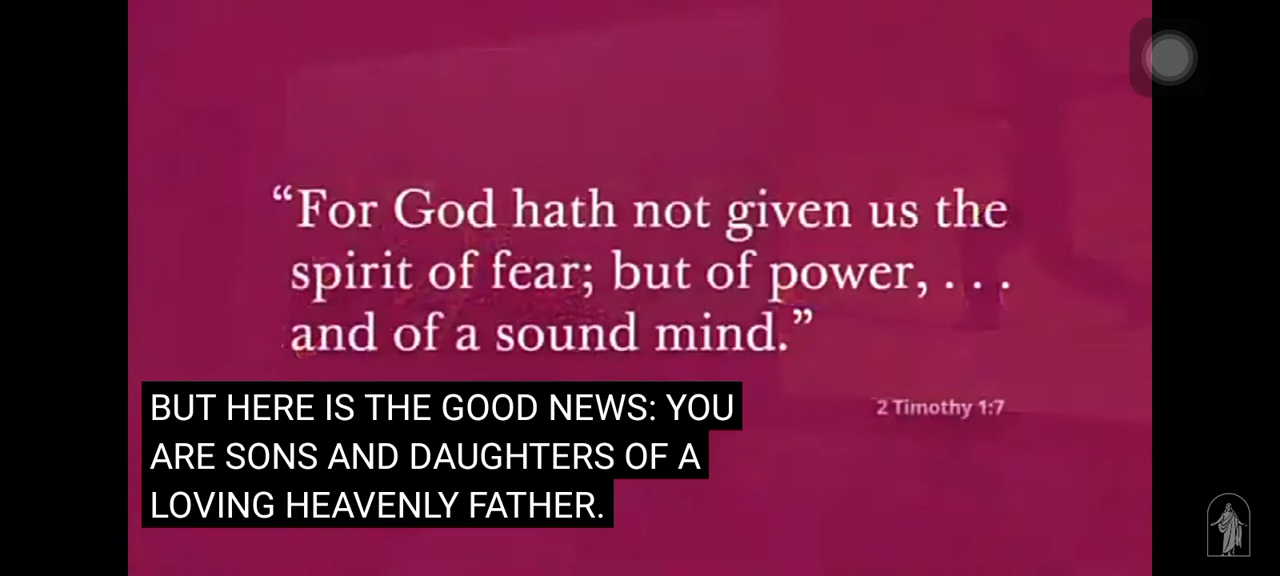 “For God hath not given us the
spirit of fear; but of power, . . .
and of a sound mind.”
2 Timothy 1:7
BUT HERE IS THE GOOD NEWS: YOU
ARE SONS AND DAUGHTERS OF A
LOVING HEAVENLY FATHER.